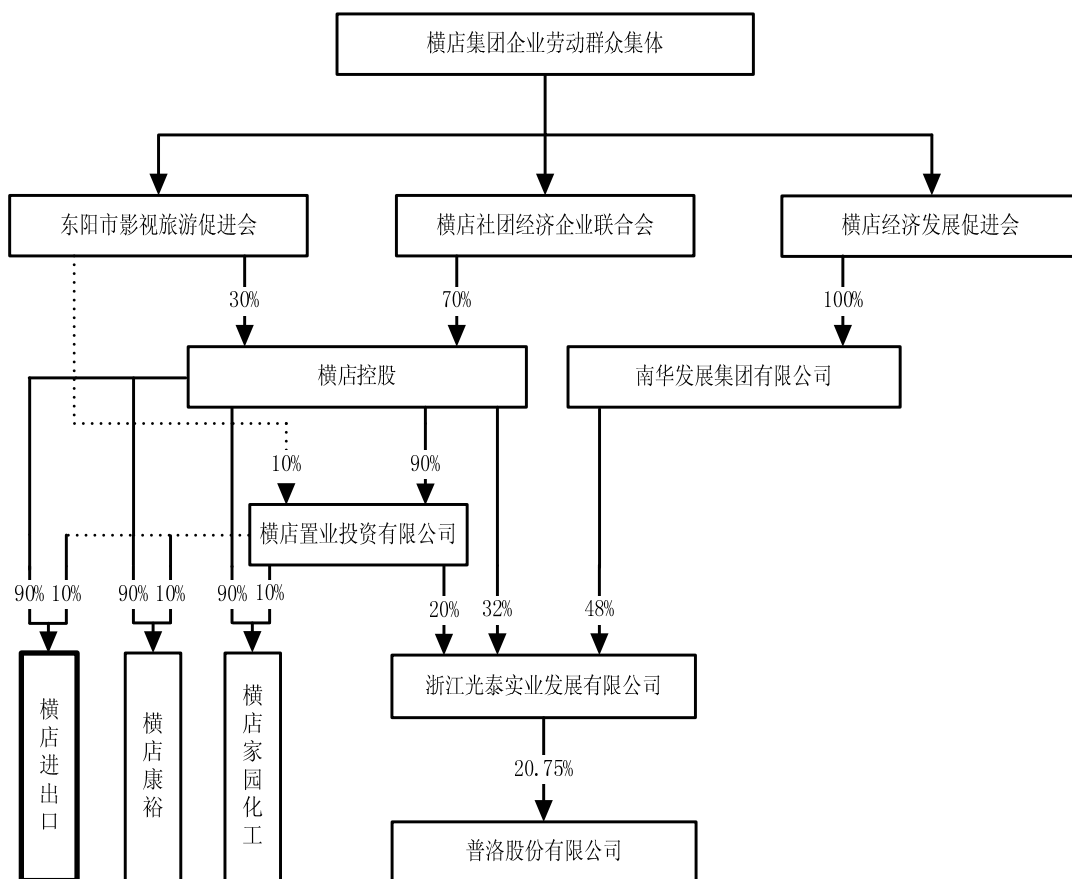 横店集团企业劳动群众集体
东阳市影视旅游促进会
横店社团经济企业联合会
横店经济发展促进会
30%
70%
100%
横店控股
南华发展集团有限公司
10%
90%
横店置业投资有限公司
90%
10%
90%
10%
90%
10%
20%
32%
48%
浙江光泰实业发展有限公司
横店进出口
横店康裕
横店家园化工
20.75%
普洛股份有限公司